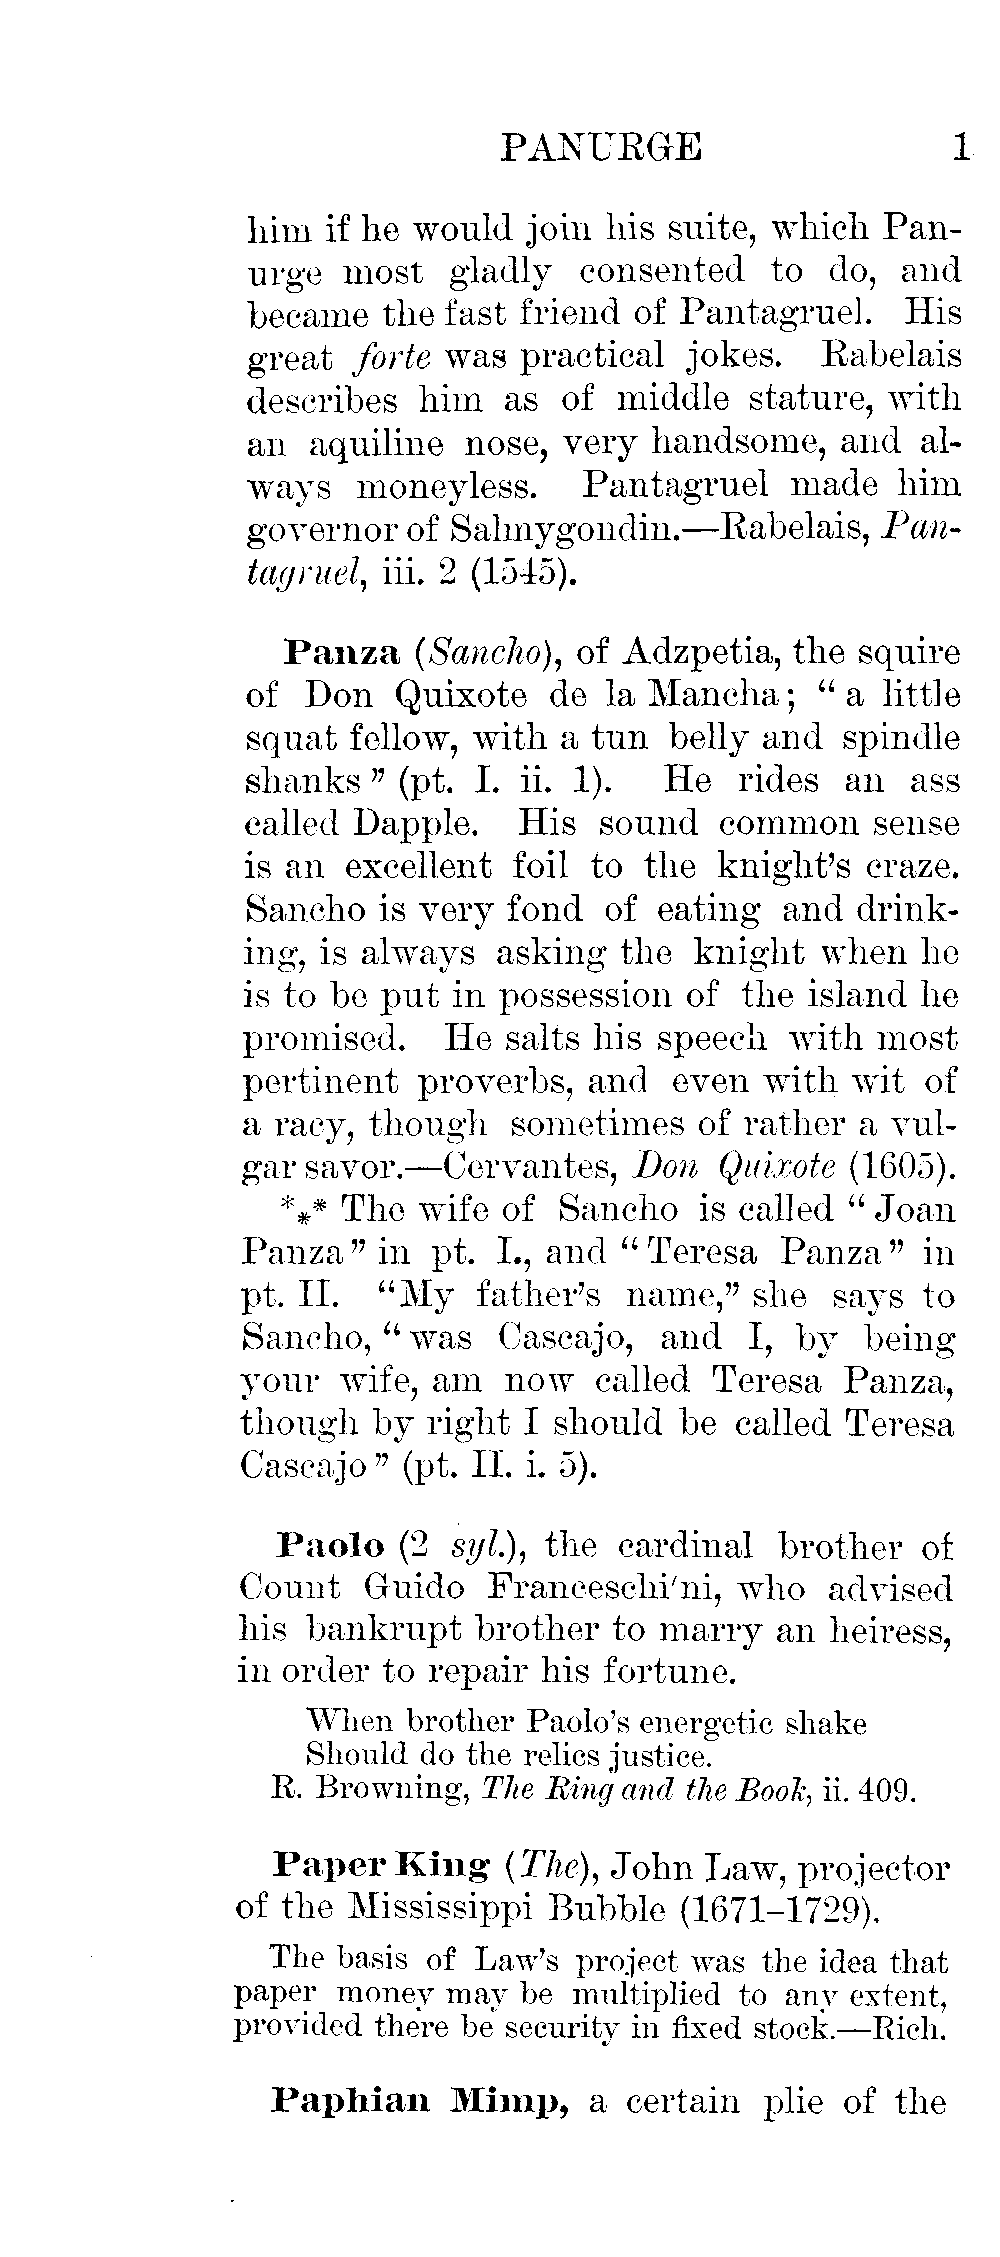 PANURGE 1
him if he would join his suite, which Pan-
urge most gladly consented to do, and
became the fast friend of Pantagruel. His
great forte was practical jokes. Rabelais
describes him as of middle stature, with
an aquiline nose, very handsome, and al-
ways moneyless. Pantagruel made him
governor of Salmygondin.—Rabelais, Pan-
tagruel, iii. 2 (1545).
Panza (Sancho), of Adzpetia, the squire
of Don Quixote de la Mancha; “a little
squat fellow, with a tun belly and spindle
shanks” (pt. I. ii. 1). He rides an ass
called Dapple. His sound common sense
is an excellent foil to the knight’s craze.
Sancho is very fond of eating and drink-
ing, is always asking the knight when he
is to be put in possession of the island he
promised. He salts his speech with most
pertinent proverbs, and even with wit of
a racy, though sometimes of rather a vul-
gar savor.—Cervantes, Don Quixote (1605).
*⁎* The wife of Sancho is called “Joan
Panza” in pt. I., and “Teresa Panza” in
pt. II. “My father’s name,” she says to
Sancho, “was Cascajo, and I, by being
your wife, am now called Teresa Panza,
though by right I should be called Teresa
Cascajo” (pt. II. i. 5).
Paolo (2 syl.), the cardinal brother of
Count Guido Franceschi′ni, who advised
his bankrupt brother to marry an heiress,
in order to repair his fortune.
When brother Paolo’s energetic shake
Should do the relics justice.
R. Browning, The Ring and the Book, ii. 409.
Paper King (The), John Law, projector
of the Mississippi Bubble (1671–1729).
The basis of Law’s project was the idea that
paper money may be multiplied to any extent,
provided there be security in fixed stock.—Rich.
Paphian Mimp, a certain plie of the